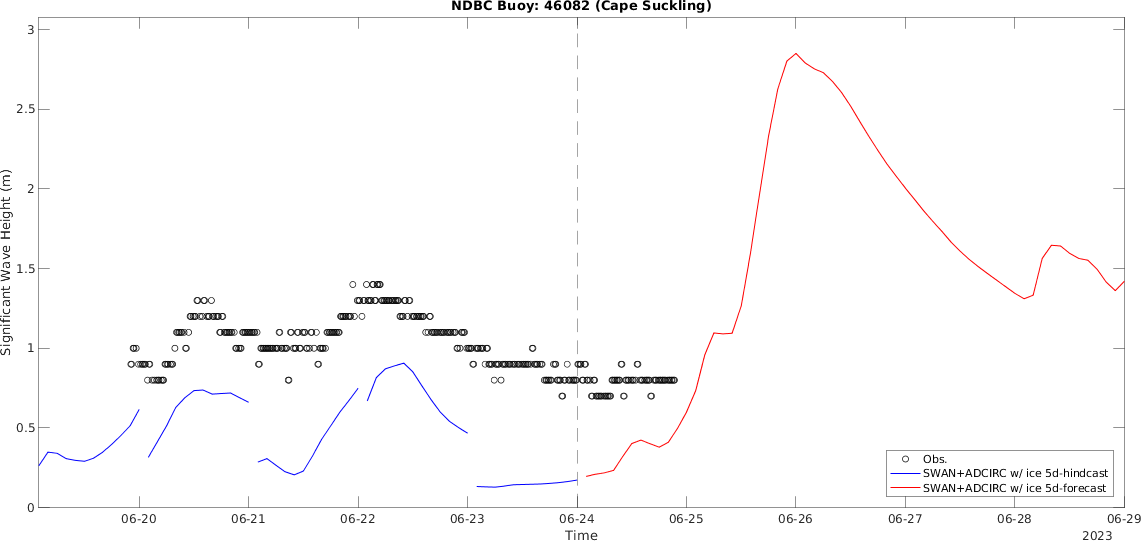 NDBC Buoy: 46082 (Cape Suckling)
3
2.5
2
1.5
1
0.5
0
Significant Wave Height (m)
Obs.
SWAN+ADCIRC w/ ice 5d-hindcast
SWAN+ADCIRC w/ ice 5d-forecast
06-20 06-21 06-22 06-23 06-24 06-25 06-26 06-27 06-28 06-29
Time
2023